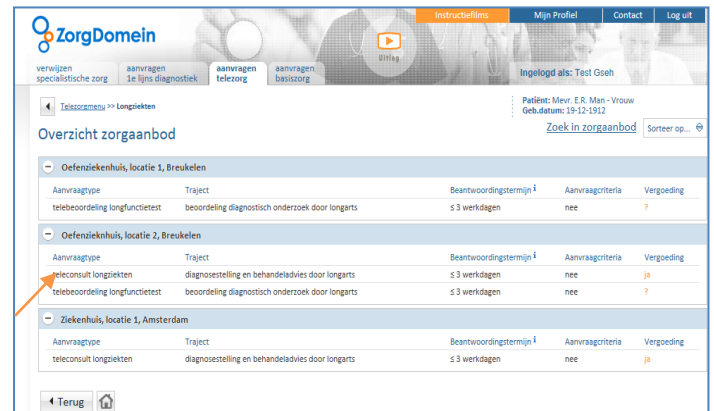 Instructiefilms Mijn Profiel Contact Log uit
ZorgDomein
Uitleg
verwijzen specialistische zorg
aanvragen 1e lijns diagnostiek
aanvragen telezorg
aanvragen basiszorg
Ingelogd als: Test Gseh
Telezorgmenu >> Longziekten
Patiënt: Mevr. E.R. Man - Vrouw
Geb.datum: 19-12-1912
Overzicht zorgaanbod
Zoek in zorgaanbod Sorteer op...
Oefenziekenhuis, locatie 1, Breukelen
Aanvraagtype Traject Beantwoordingstermijn i Aanvraagcriteria Vergoeding
telebeoordeling longfunctietest beoordeling diagnostisch onderzoek door longarts ≤ 3 werkdagen nee ?
Oefenzieknhuis, locatie 2, Breukelen
Aanvraagtype Traject Beantwoordingstermijn i Aanvraagcriteria Vergoeding
teleconsult longziekten diagnosestelling en behandeladvies door longarts ≤ 3 werkdagen nee ja
telebeoordeling longfunctietest beoordeling diagnostisch onderzoek door longarts ≤ 3 werkdagen nee ?
Ziekenhuis, locatie 1, Amsterdam
Aanvraagtype Traject Beantwoordingstermijn i Aanvraagcriteria Vergoeding
teleconsult longziekten diagnosestelling en behandeladvies door longarts ≤ 3 werkdagen nee ja
Terug